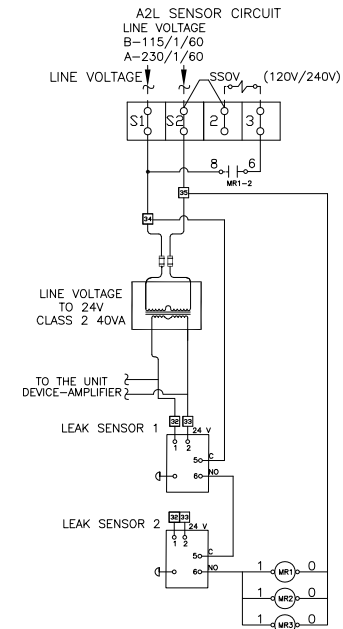 A2L SENSOR CIRCUIT
LINE VOLTAGE
B-115/1/60
A-230/1/60
LINE VOLTAGE
SSOV
(120V/240V)
S1 S2 2 3
8 6
MR1-2
35
34
LINE VOLTAGE
TO 24V
CLASS 2 40VA
TO THE UNIT
DEVICE-AMPLIFIER
32 33
LEAK SENSOR 1
24 V
1 2
5 C
6 NO
32 33
LEAK SENSOR 2
24 V
1 2
5 C
6 NO
1 MR1 0
1 MR2 0
1 MR3 0